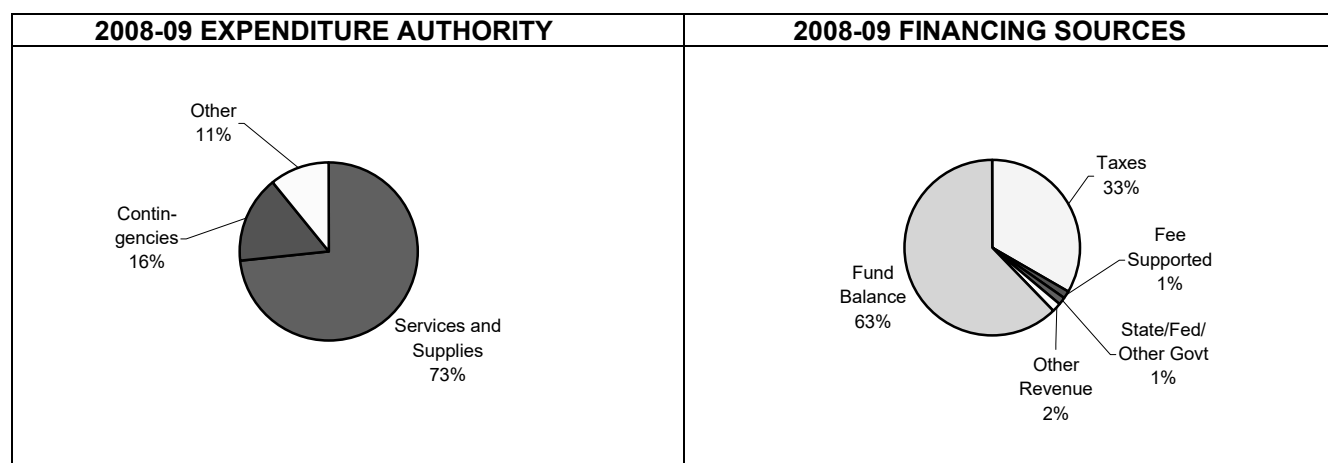 2008-09 EXPENDITURE AUTHORITY
Other
11%
Contin-
gencies
16%
Services and
Supplies
73%
2008-09 FINANCING SOURCES
Taxes
33%
Fee
Supported
1%
State/Fed/
Other Govt
1%
Other
Revenue
2%
Fund
Balance
63%